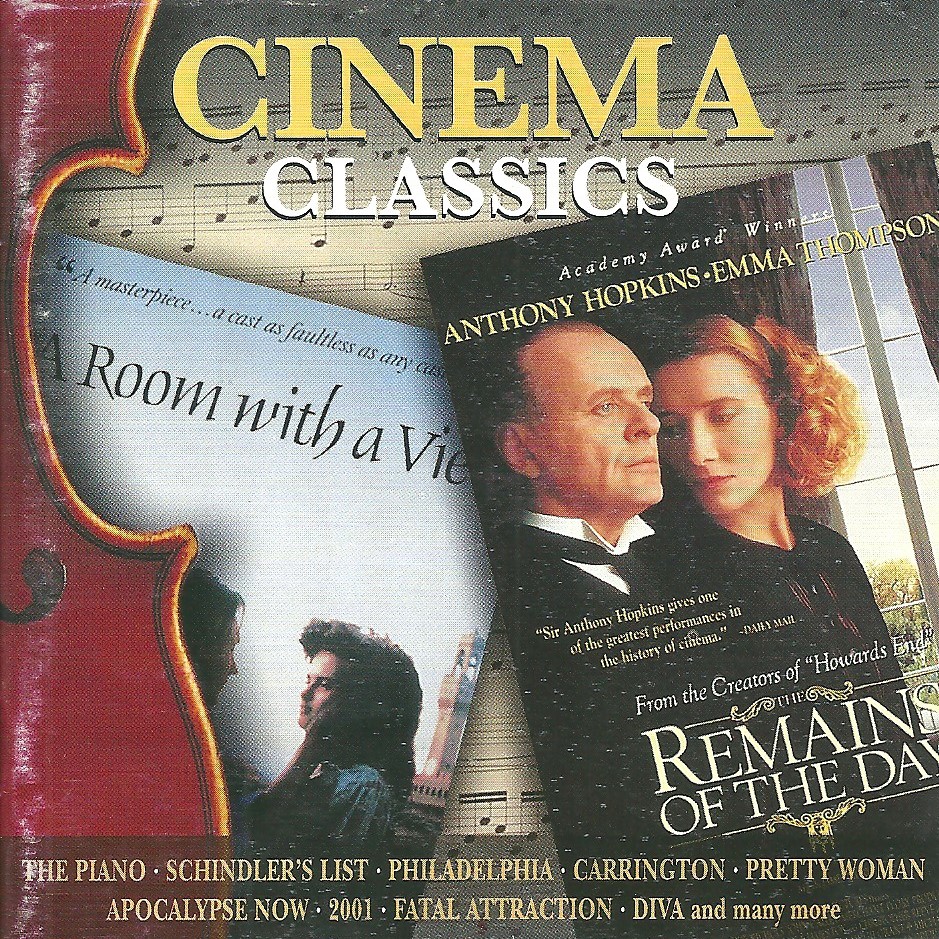 CINEMA
CLASSICS
"A masterpiece...a cast as faultless as any
A Room with a Vie
Academy Award Winners
ANTHONY HOPKINS·EMMA THOMPSON
"Sir Anthony Hopkins gives one
of the greatest performances in
the history of cinema." -DAILY MAIL
From the Creators of "Howards End"
THE
REMAINS
OF THE DAY
THE PIANO · SCHINDLER'S LIST · PHILADELPHIA · CARRINGTON · PRETTY WOMAN
APOCALYPSE NOW · 2001 · FATAL ATTRACTION · DIVA and many more